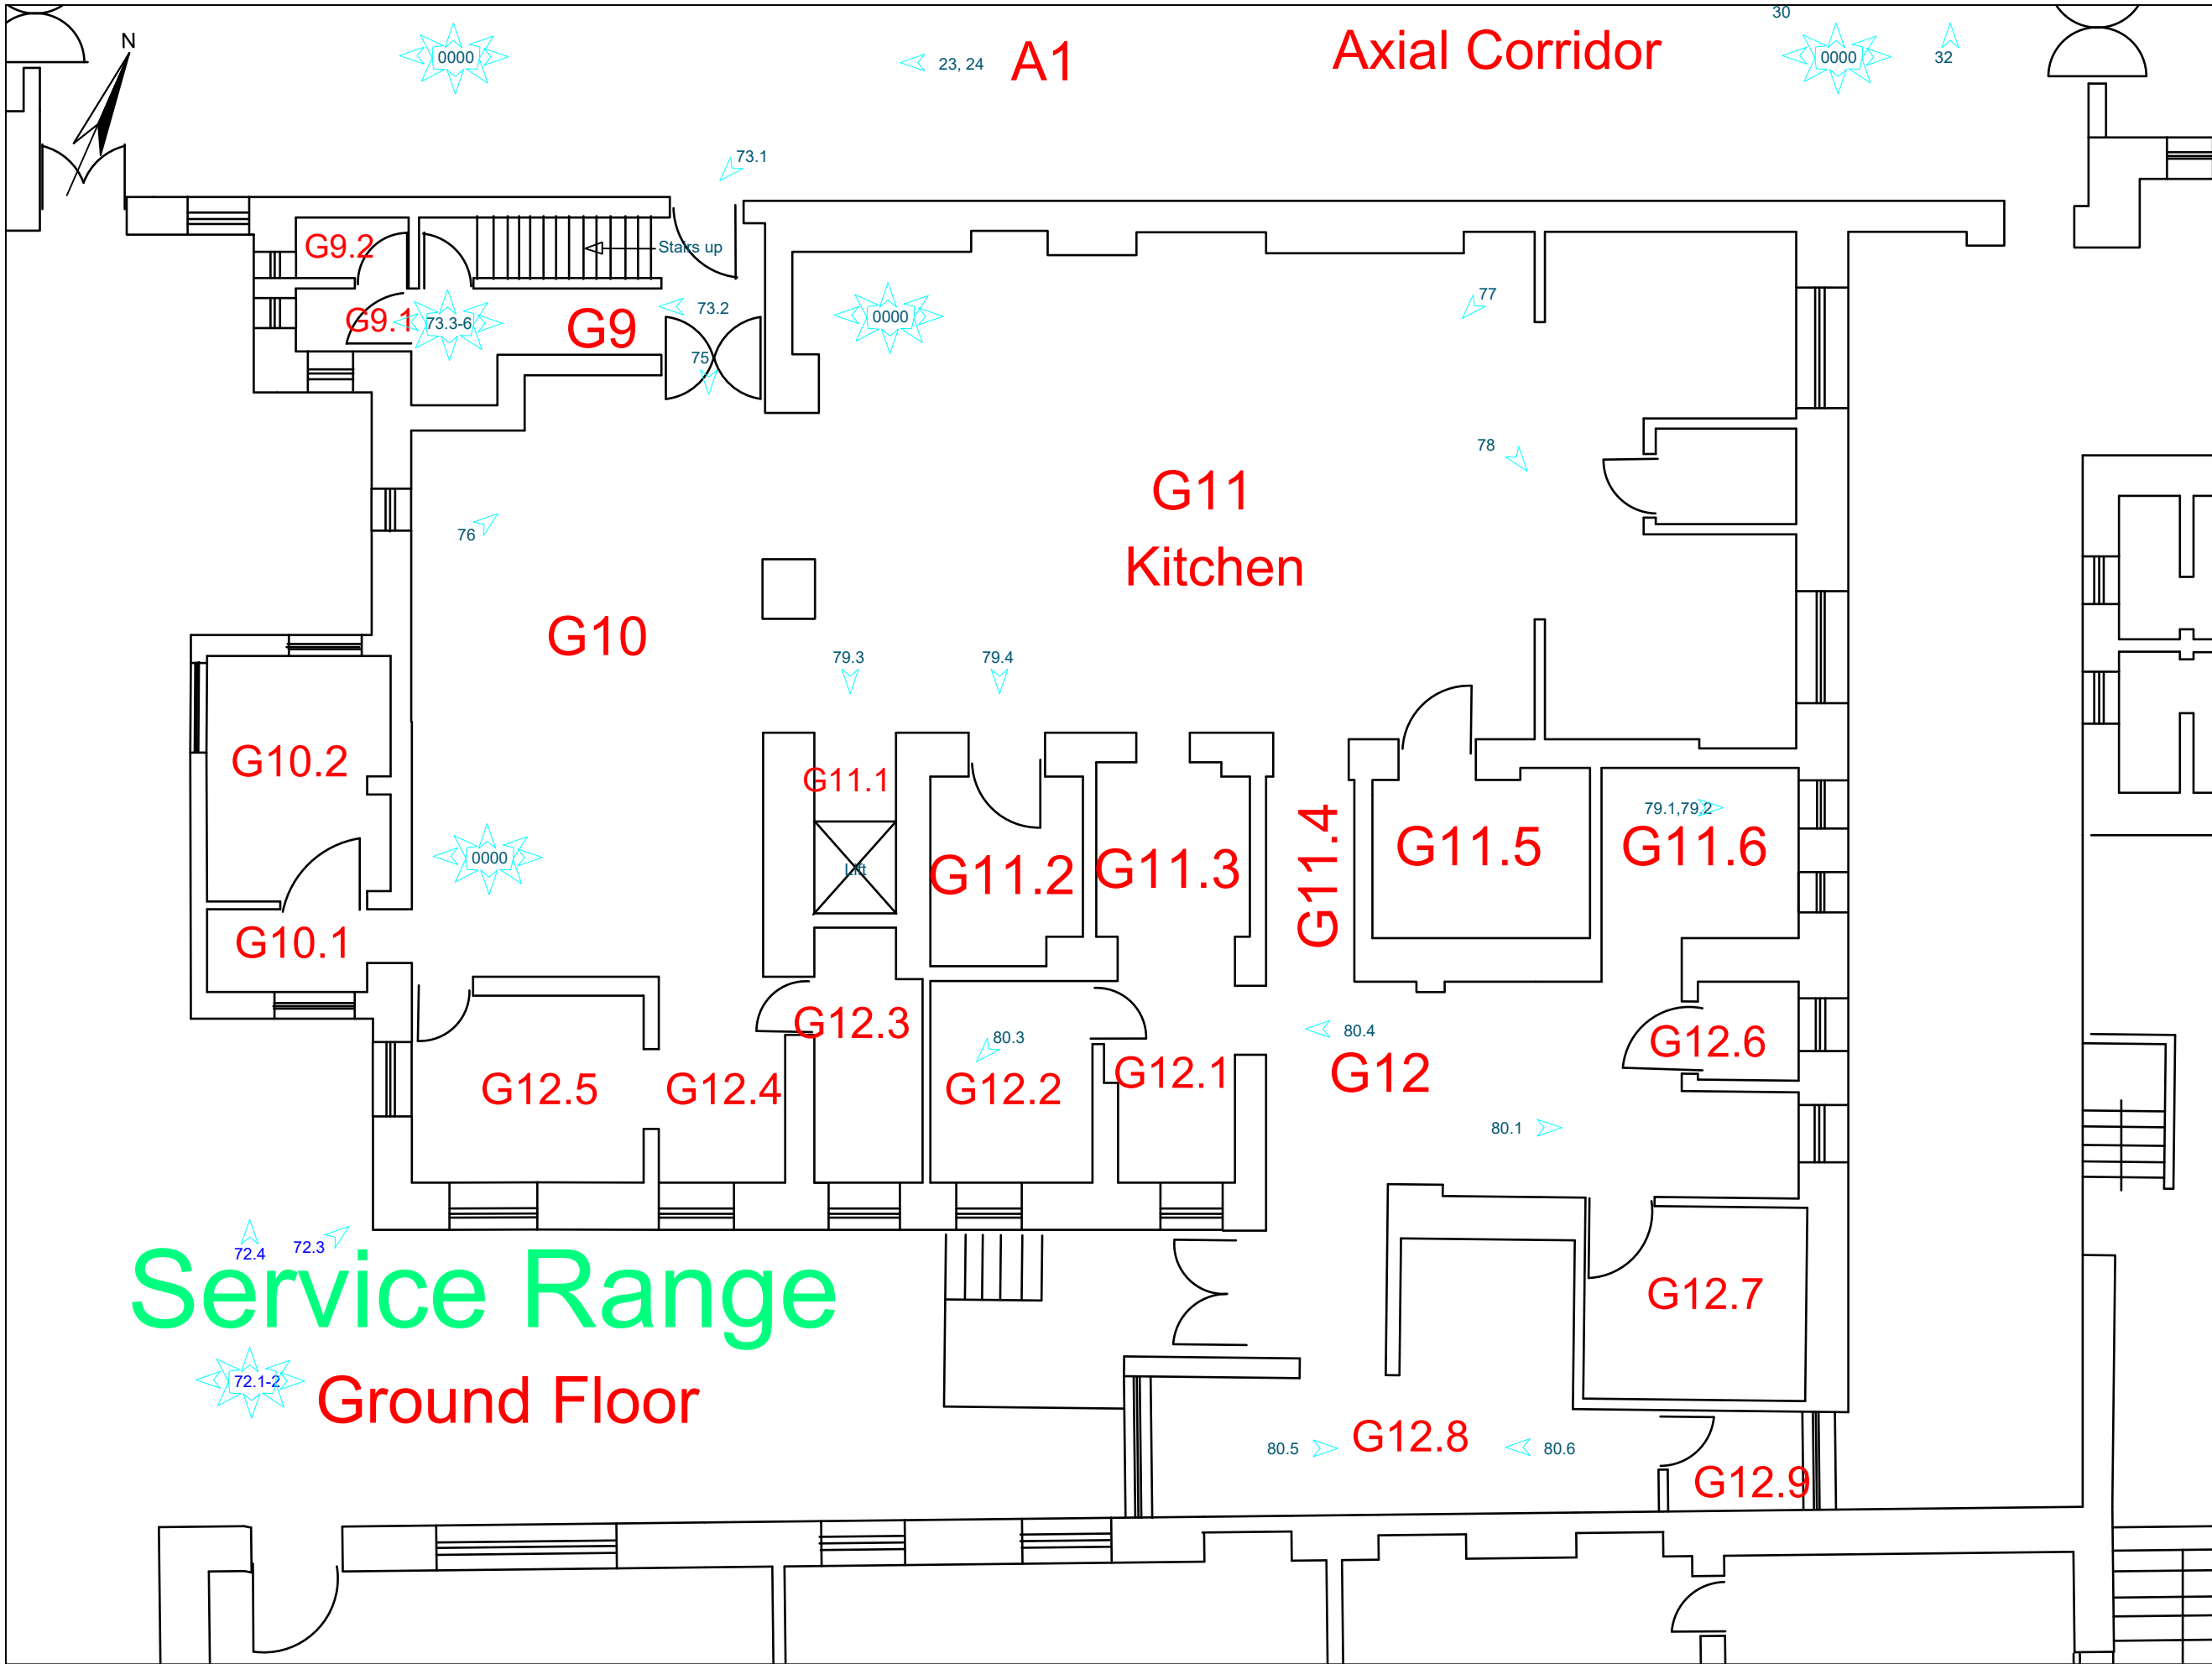 30
N
0000
23, 24
A1
Axial Corridor
0000
32
73.1
G9.2
Stairs up
G9.1
73.3-6
G9
73.2
0000
77
75
78
76
G11
Kitchen
G10
79.3
79.4
G10.2
G11.1
79.1,79.2
0000
Lift
G11.2
G11.3
G11.4
G11.5
G11.6
G10.1
G12.3
80.3
80.4
G12.6
G12.5
G12.4
G12.2
G12.1
G12
80.1
72.4
72.3
Service Range
G12.7
72.1-2
Ground Floor
80.5
G12.8
80.6
G12.9